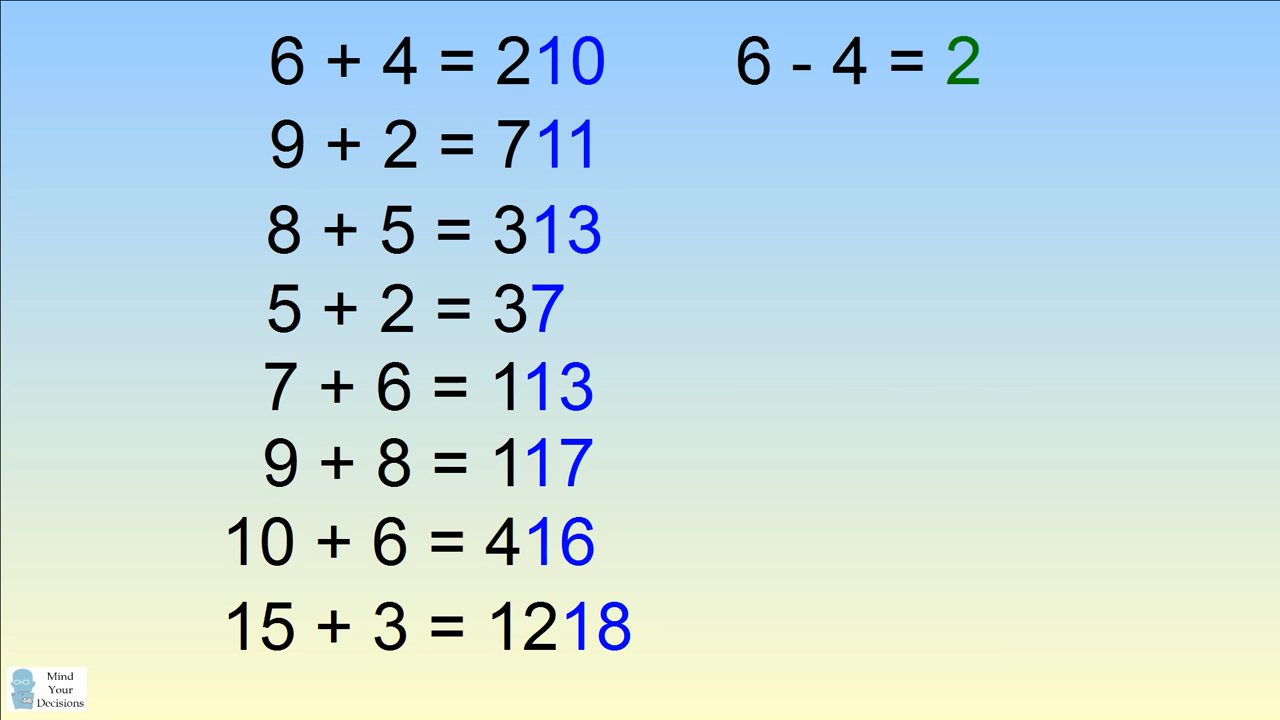 6 + 4 = 210
6 - 4 = 2
9 + 2 = 711
8 + 5 = 313
5 + 2 = 37
7 + 6 = 113
9 + 8 = 117
10 + 6 = 416
15 + 3 = 1218
Mind
Your
Decisions